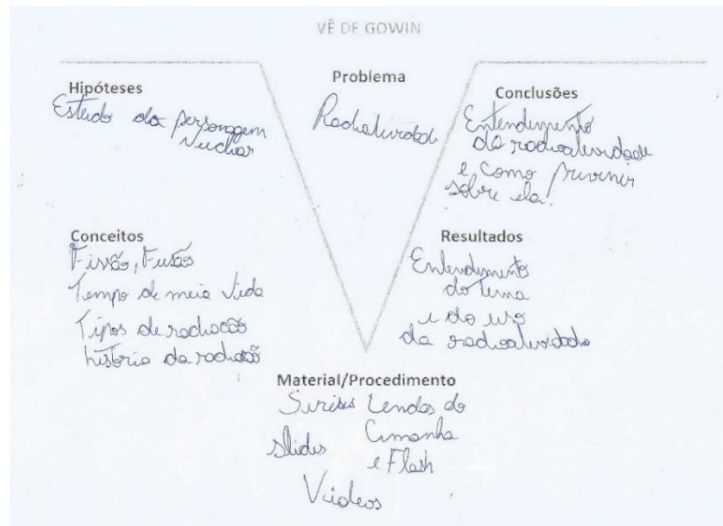 VÊ DE GOWIN
Hipóteses
Estudo da personagem
Nuclear
Problema
Radioatividade
Conclusões
Entendimento
da radioatividade
e como prevenir
sobre ela!
Conceitos
Fissão, Fusão
Tempo de meia vida
Tipos de radiação
história da radiação
Resultados
Entendimento
do tema
e do uso
da radioatividade
Material/Procedimento
Séries Lendas do
slides Amanhã
e Flash
Vídeos